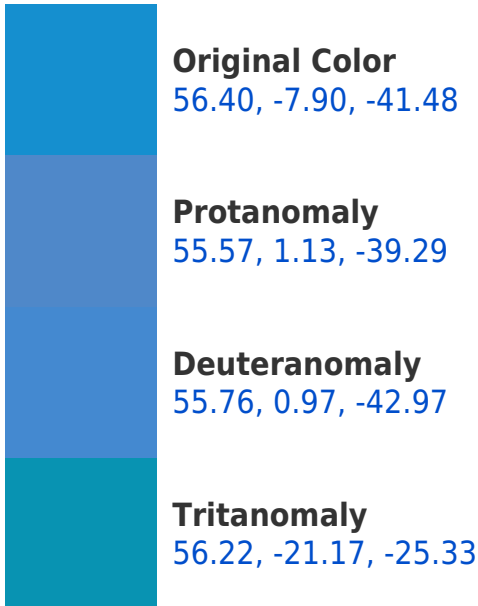 Original Color
56.40, -7.90, -41.48
Protanomaly
55.57, 1.13, -39.29
Deuteranomaly
55.76, 0.97, -42.97
Tritanomaly
56.22, -21.17, -25.33